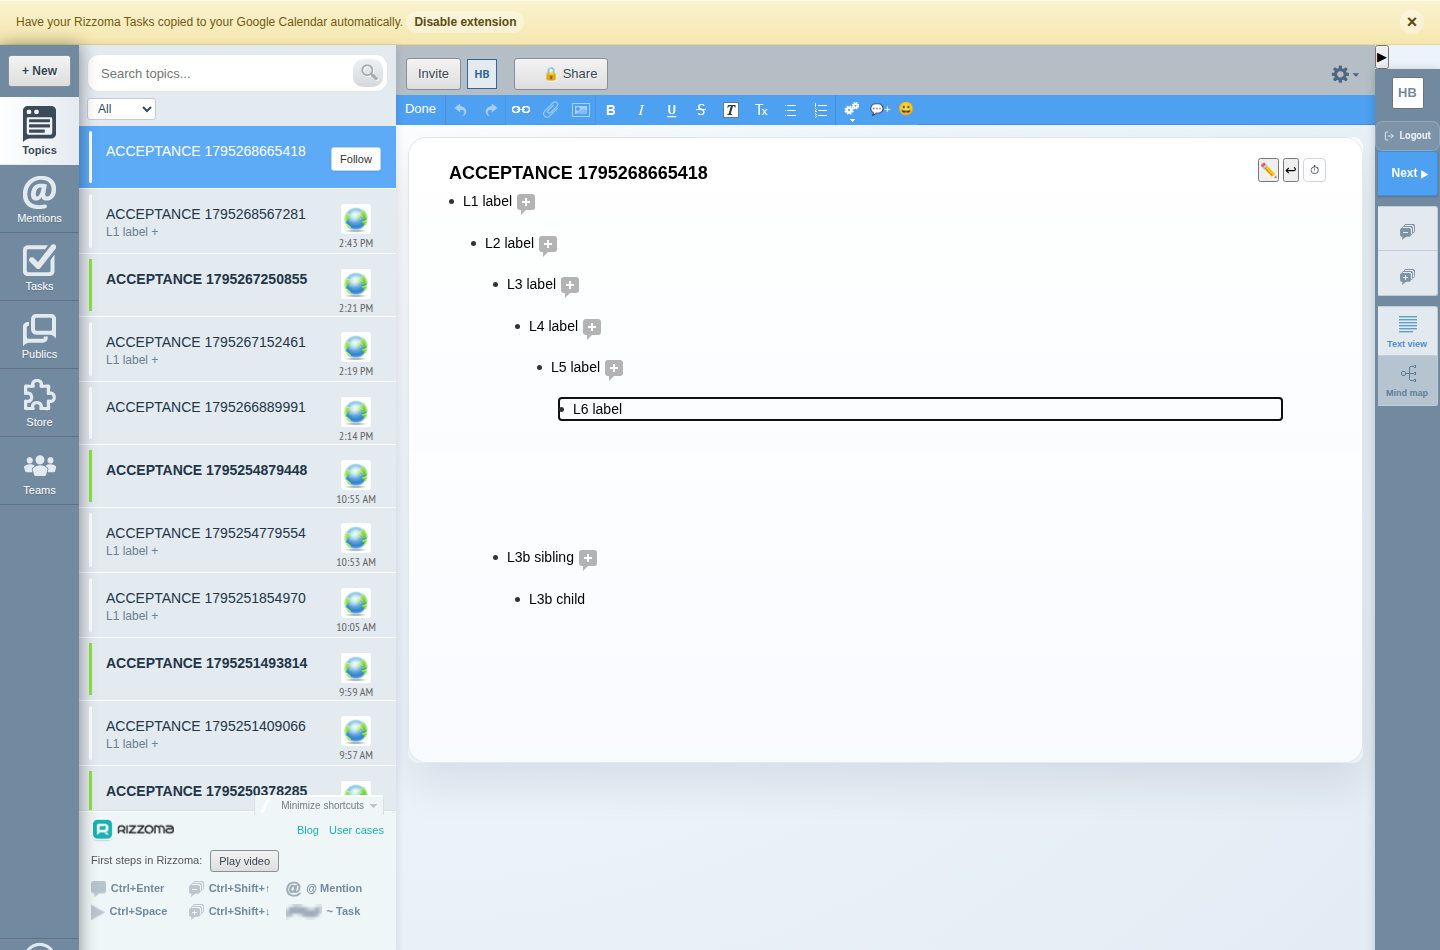 Have your Rizzoma Tasks copied to your Google Calendar automatically. Disable extension ✕
+ New
Topics
Mentions
Tasks
Publics
Store
Teams
Search topics...
All
ACCEPTANCE 1795268665418
Follow
ACCEPTANCE 1795268567281
L1 label +
2:43 PM
ACCEPTANCE 1795267250855
2:21 PM
ACCEPTANCE 1795267152461
L1 label +
2:19 PM
ACCEPTANCE 1795266889991
2:14 PM
ACCEPTANCE 1795254879448
10:55 AM
ACCEPTANCE 1795254779554
L1 label +
10:53 AM
ACCEPTANCE 1795251854970
L1 label +
10:05 AM
ACCEPTANCE 1795251493814
9:59 AM
ACCEPTANCE 1795251409066
L1 label +
9:57 AM
ACCEPTANCE 1795250378285
Minimize shortcuts
RIZZOMA
Blog User cases
First steps in Rizzoma: Play video
Ctrl+Enter Ctrl+Shift+↑ @ Mention
Ctrl+Space Ctrl+Shift+↓ ~ Task
Invite HB Share
Done B I U S T Tx
ACCEPTANCE 1795268665418
L1 label
L2 label
L3 label
L4 label
L5 label
L6 label
L3b sibling
L3b child
HB
Logout
Next
Text view
Mind map